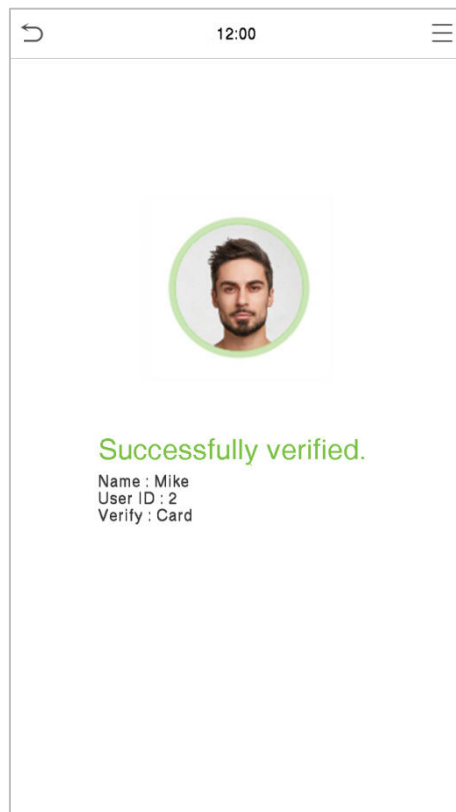 12:00
Successfully verified.
Name : Mike
User ID : 2
Verify : Card